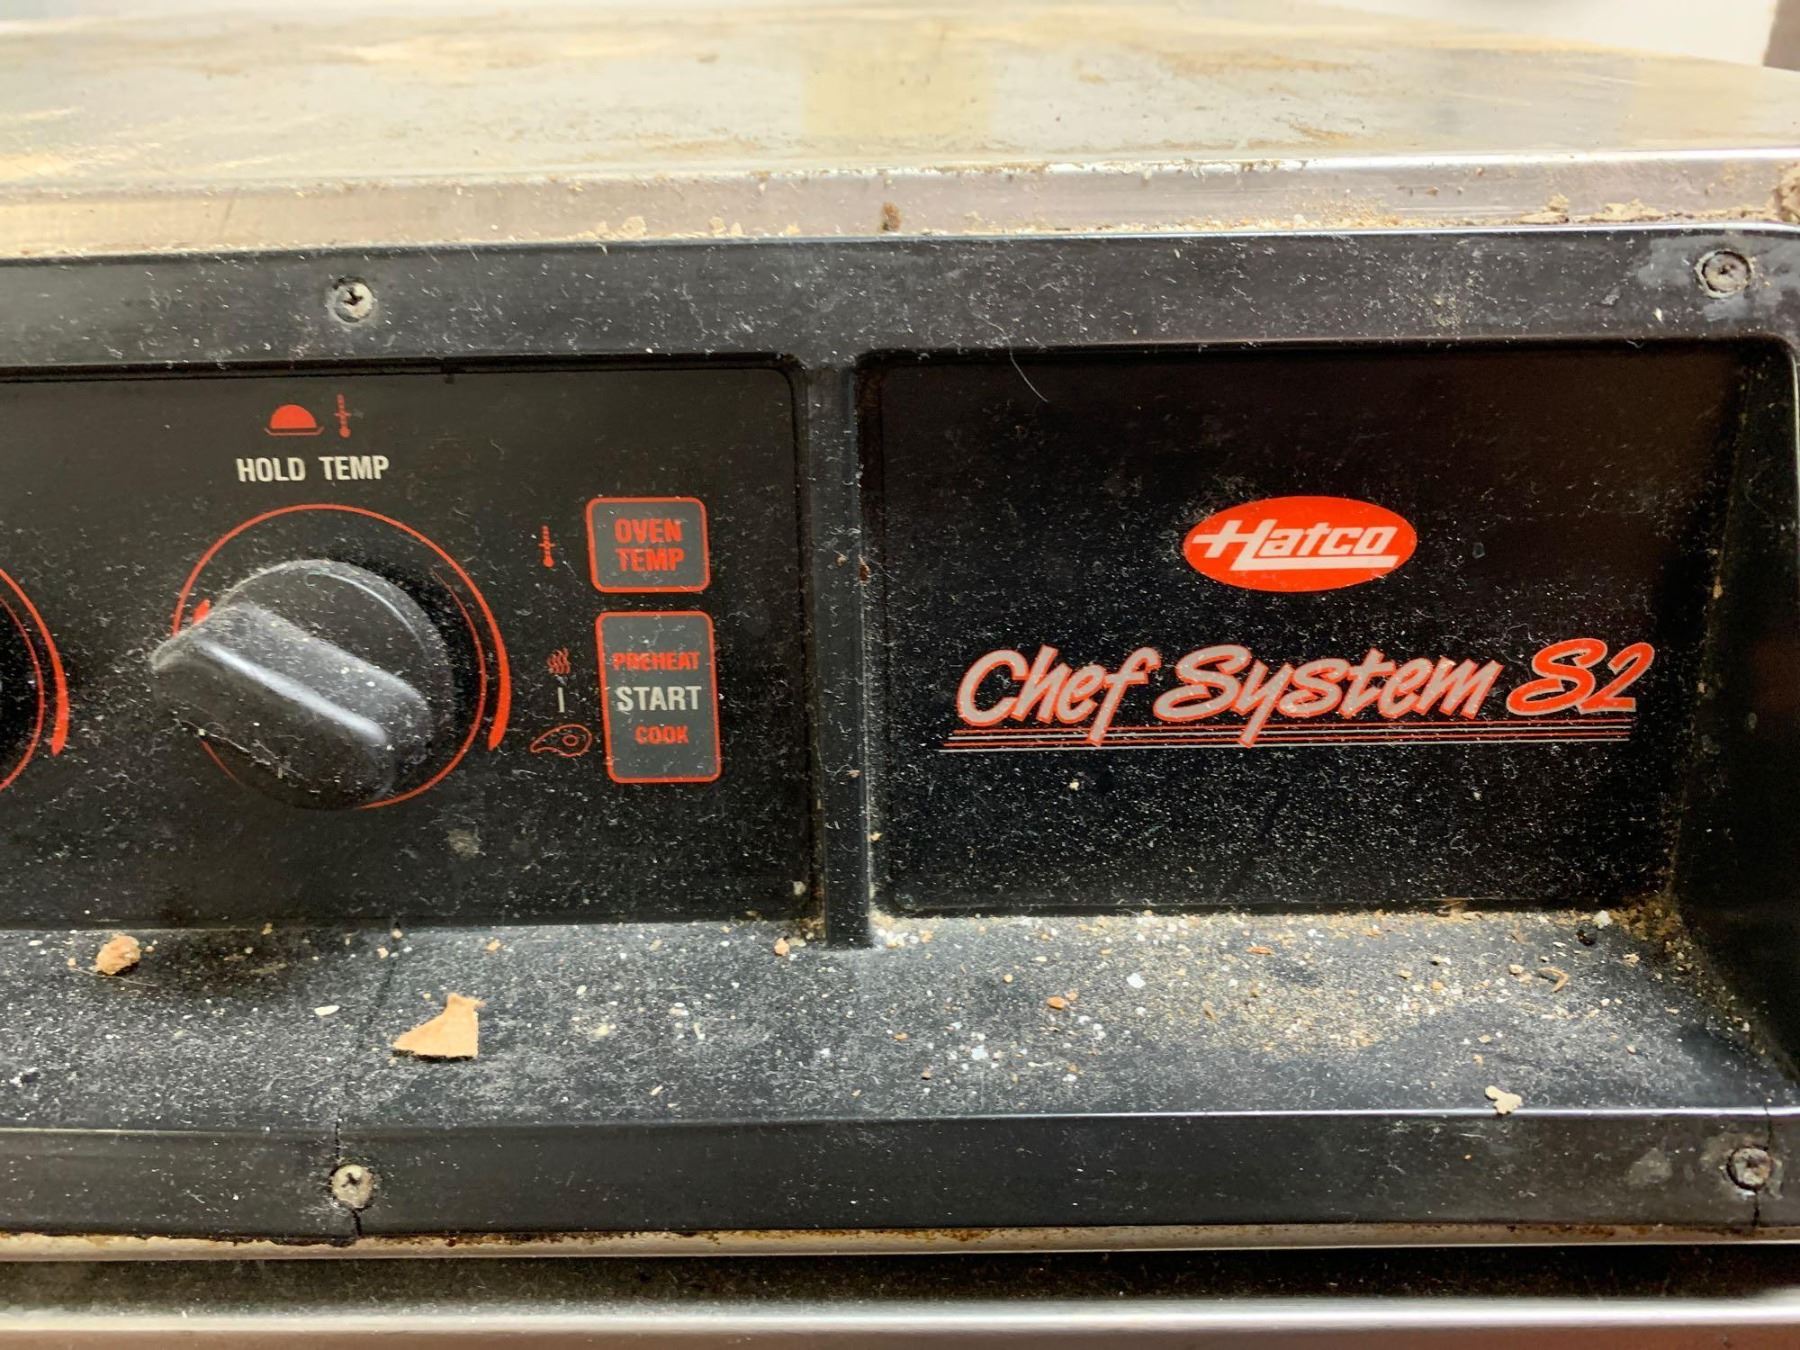 HOLD TEMP
OVEN
TEMP
PREHEAT
START
COOK
Hatco
Chef System S2